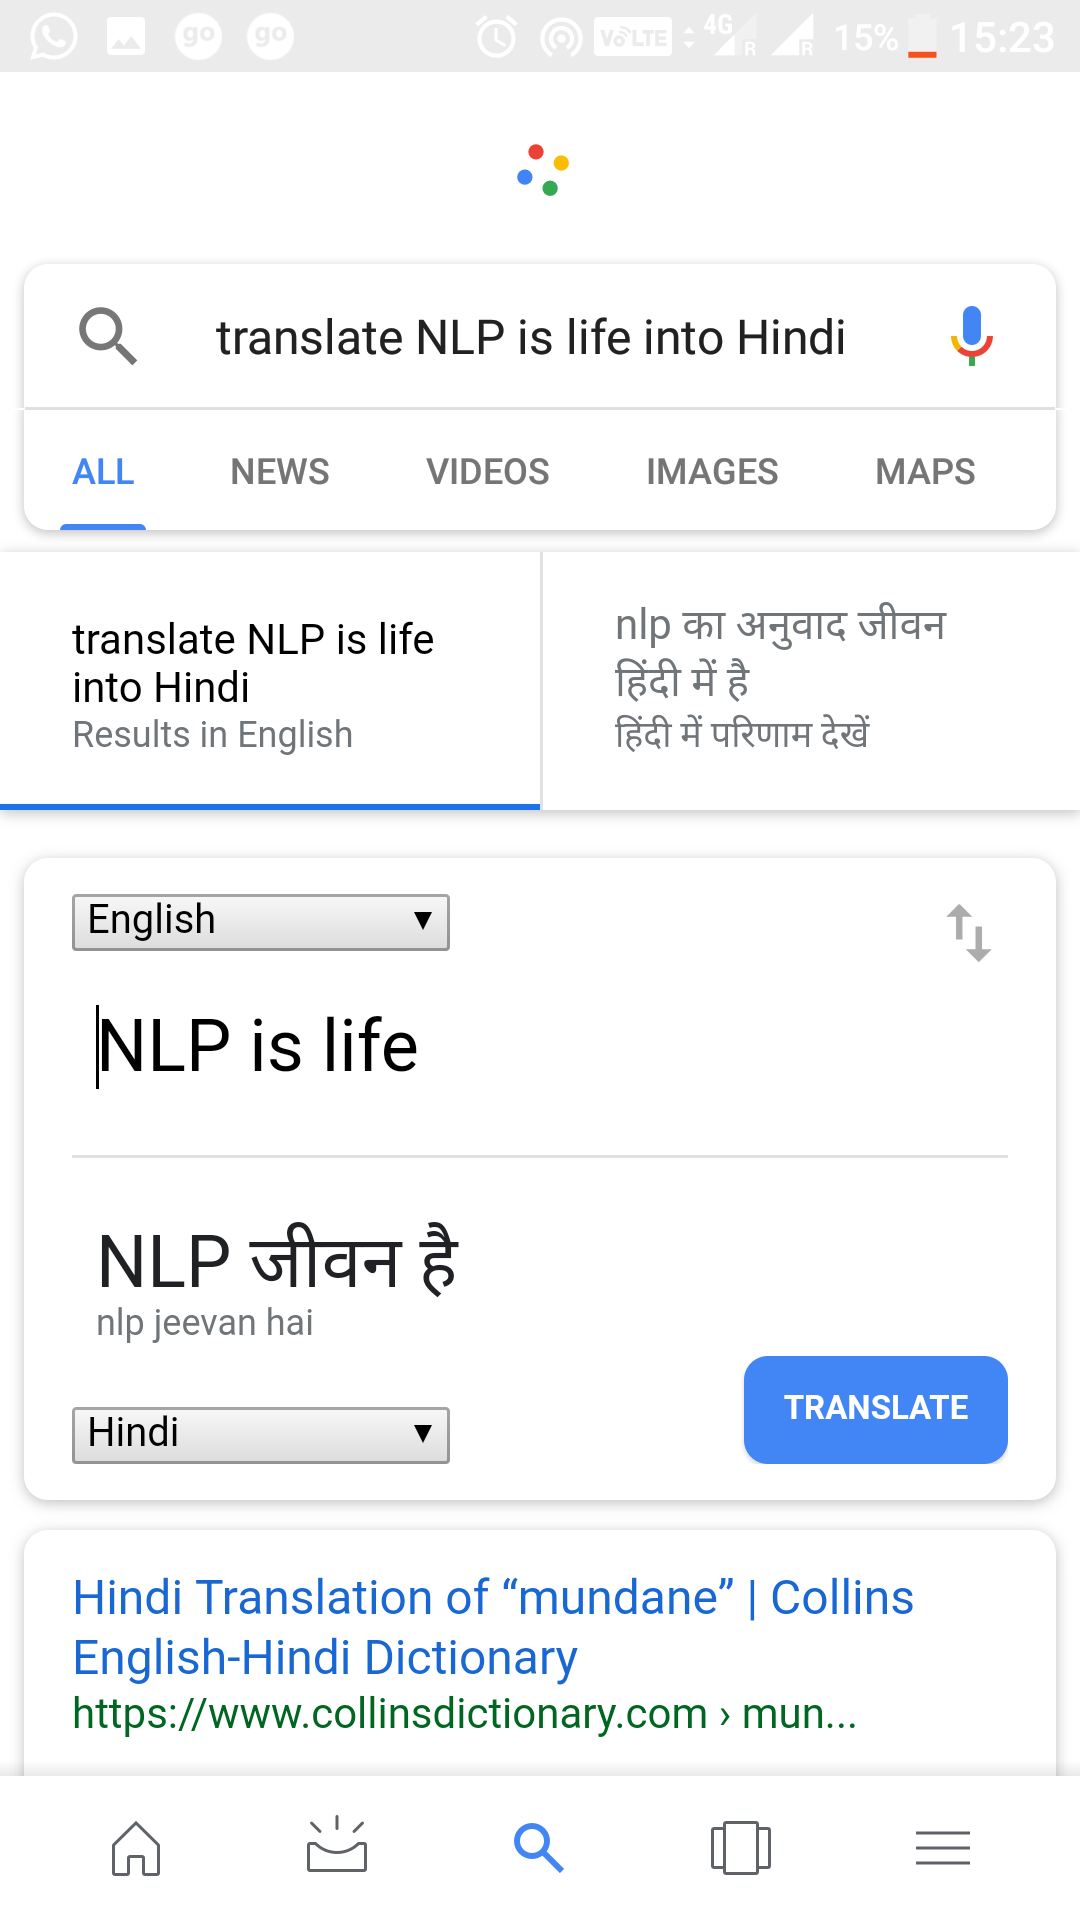 go go VoLTE 4G R R 15% 15:23
translate NLP is life into Hindi
ALL NEWS VIDEOS IMAGES MAPS
translate NLP is life
into Hindi
Results in English
nlp का अनुवाद जीवन
हिंदी में है
हिंदी में परिणाम देखें
English
NLP is life
NLP जीवन है
nlp jeevan hai
TRANSLATE
Hindi
Hindi Translation of “mundane” | Collins
English-Hindi Dictionary
https://www.collinsdictionary.com › mun...